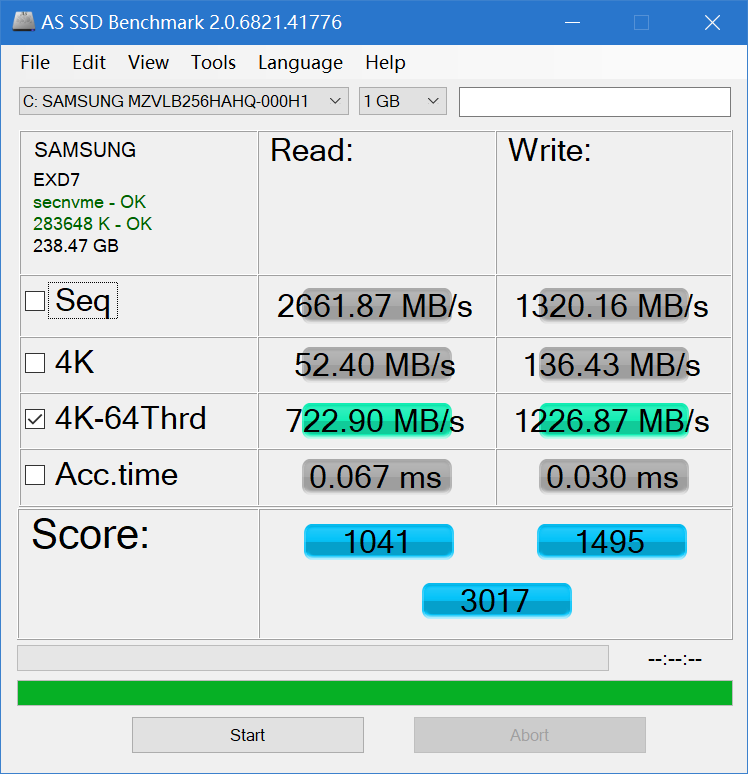 AS SSD Benchmark 2.0.6821.41776
File Edit View Tools Language Help
C: SAMSUNG MZVLB256HAHQ-000H1 1 GB
SAMSUNG
EXD7
secnvme - OK
283648 K - OK
238.47 GB
Read: Write:
Seq 2661.87 MB/s 1320.16 MB/s
4K 52.40 MB/s 136.43 MB/s
4K-64Thrd 722.90 MB/s 1226.87 MB/s
Acc.time 0.067 ms 0.030 ms
Score: 1041 1495
3017
--:--:--
Start Abort